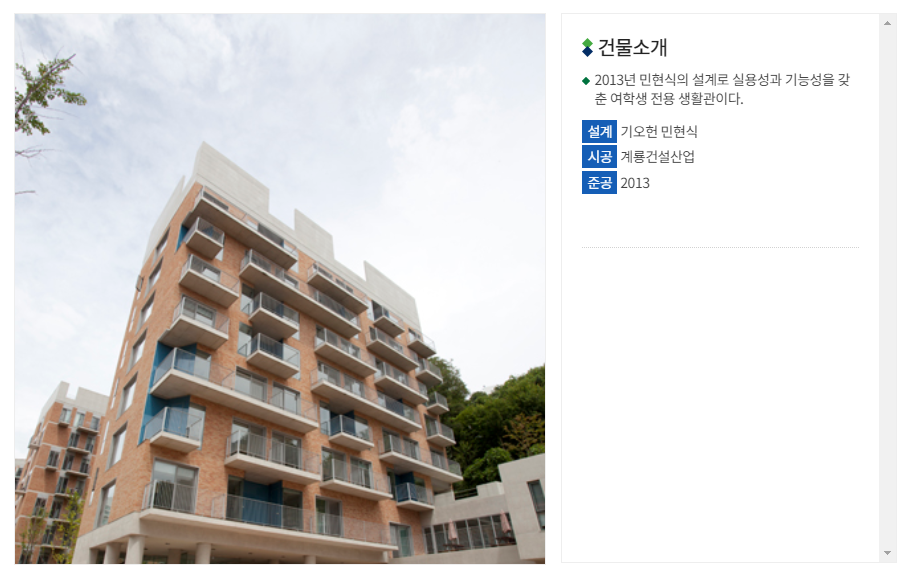 건물소개
2013년 민현식의 설계로 실용성과 기능성을 갖
춘 여학생 전용 생활관이다.
설계 기오헌 민현식
시공 계룡건설산업
준공 2013